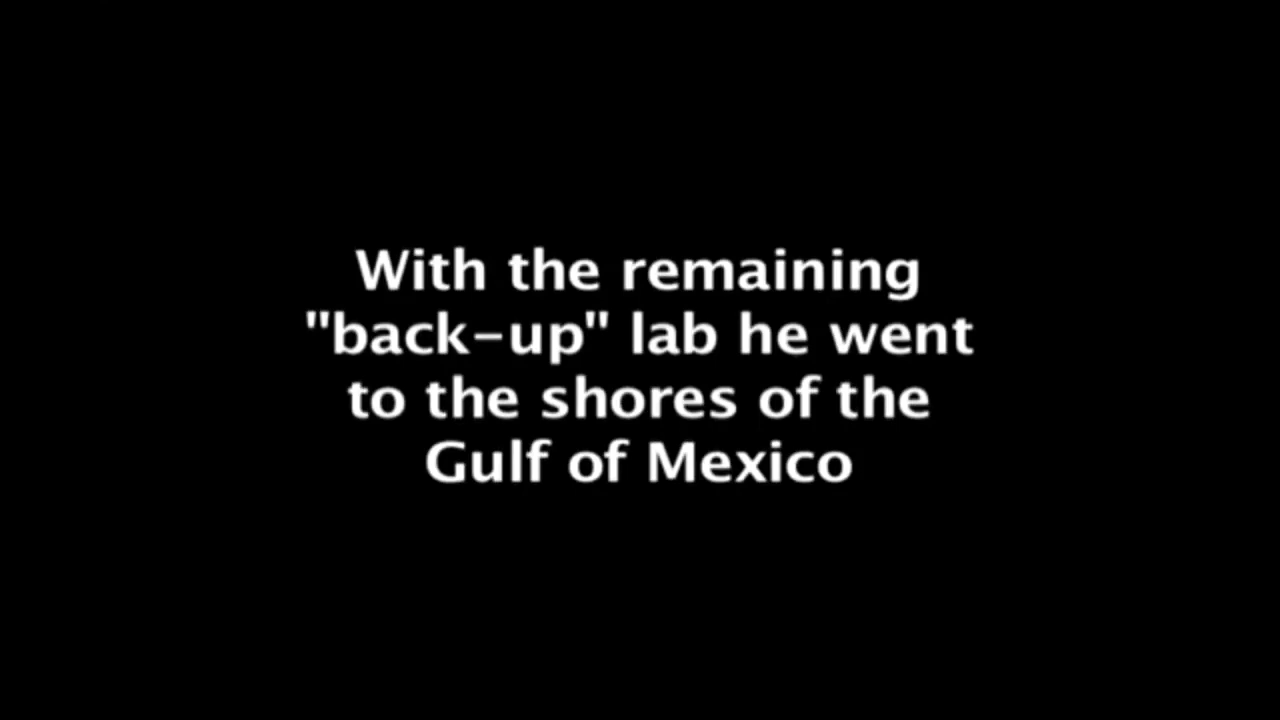 With the remaining
"back-up" lab he went
to the shores of the
Gulf of Mexico